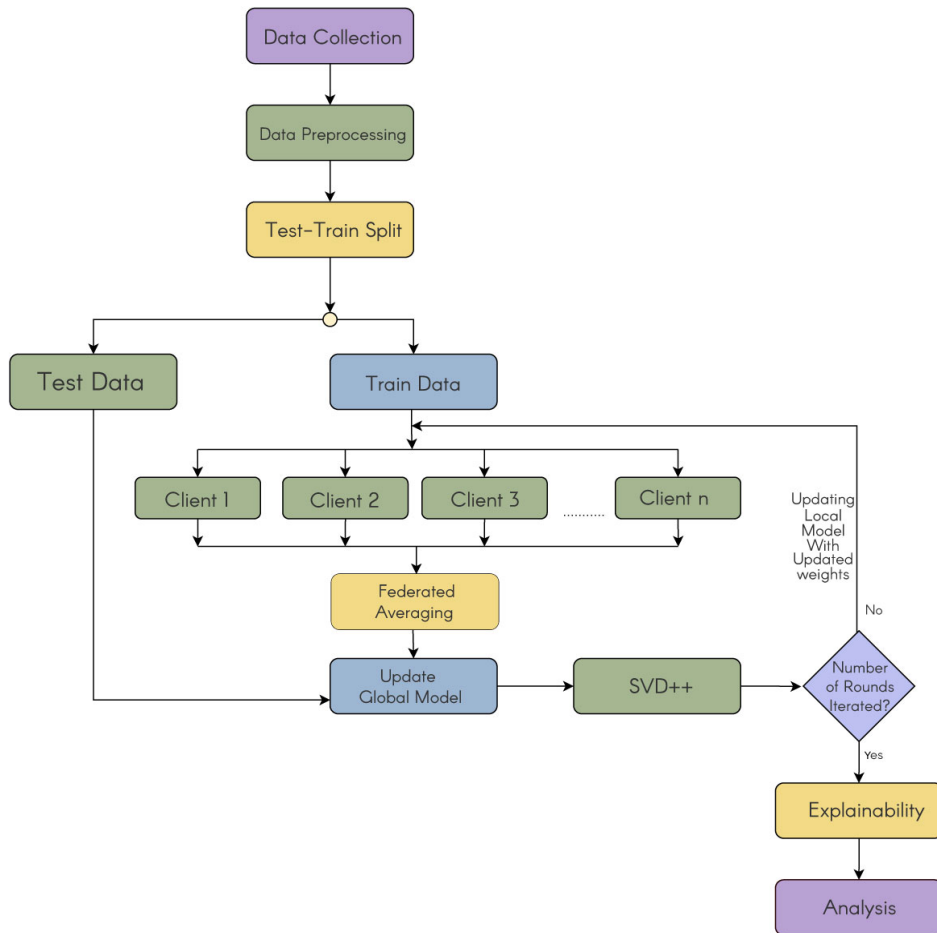 Data Collection
Data Preprocessing
Test-Train Split
Test Data
Train Data
Client 1
Client 2
Client 3
...........
Client n
Updating
Local
Model
With
Updated
weights
Federated
Averaging
No
Update
Global Model
SVD++
Number
of Rounds
Iterated?
Yes
Explainability
Analysis